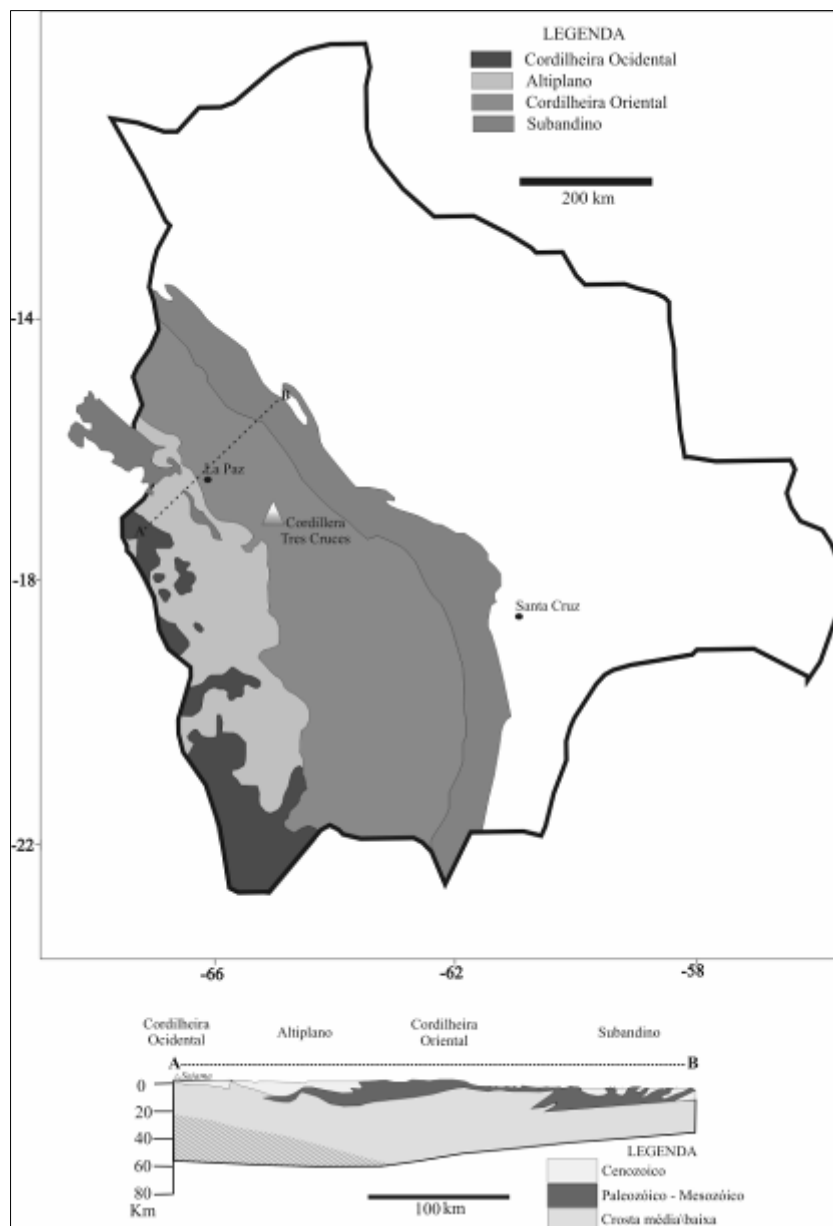 LEGENDA
Cordilheira Ocidental
Altiplano
Cordilheira Oriental
Subandino
200 km
-14
B
La Paz
Cordillera
Tres Cruces
A
-18
Santa Cruz
-22
-66 -62 -58
Cordilheira
Ocidental
Altiplano
Cordilheira
Oriental
Subandino
A B
Sajama
0
20
40
60
80
Km
100 km
LEGENDA
Cenozoico
Paleozóico - Mesozóico
Crosta média\baixa